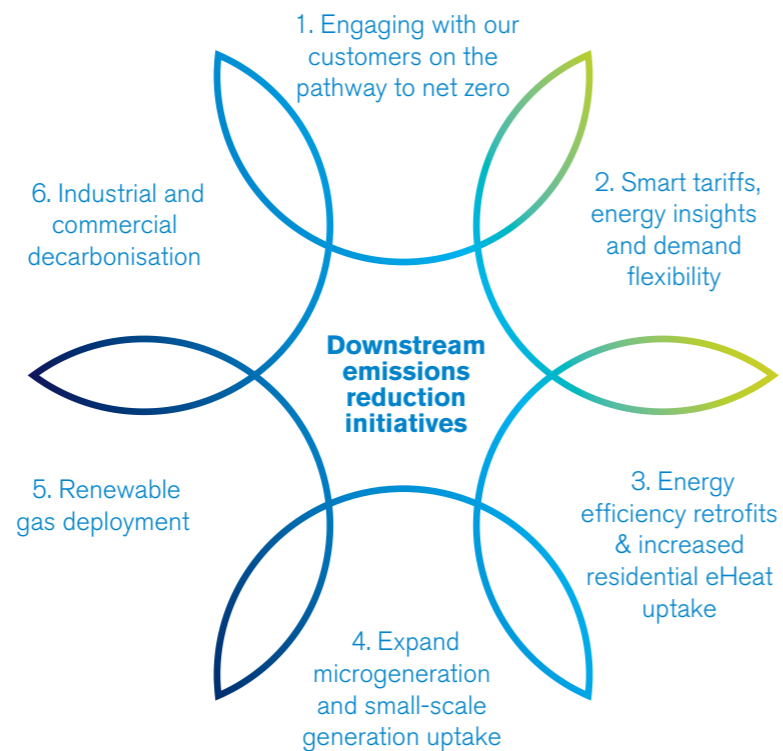 1. Engaging with our
customers on the
pathway to net zero
2. Smart tariffs,
energy insights
and demand
flexibility
3. Energy
efficiency retrofits
& increased
residential eHeat
uptake
4. Expand
microgeneration
and small-scale
generation uptake
5. Renewable
gas deployment
6. Industrial and
commercial
decarbonisation
Downstream
emissions
reduction
initiatives